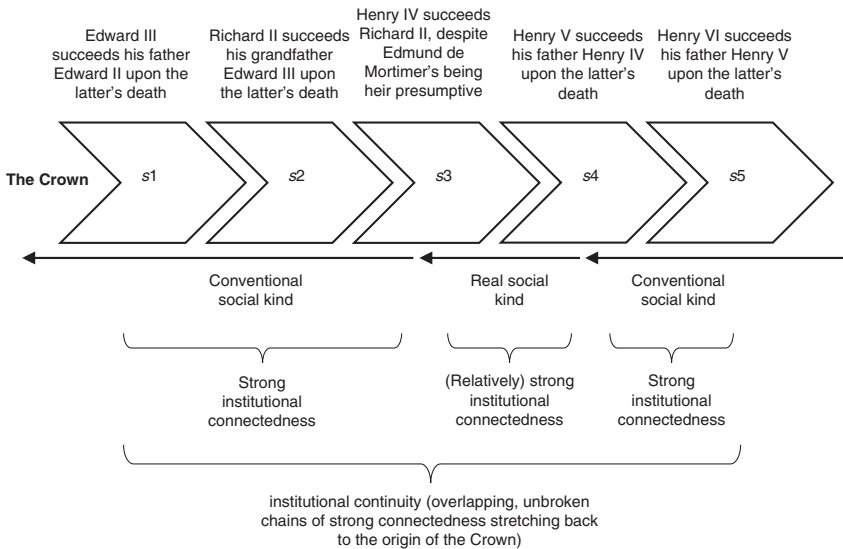 Edward III
succeeds his father
Edward II upon the
latter's death
Richard II succeeds
his grandfather
Edward III upon
the latter's death
Henry IV succeeds
Richard II, despite
Edmund de
Mortimer's being
heir presumptive
Henry V succeeds
his father Henry IV
upon the latter's
death
Henry VI succeeds
his father Henry V
upon the latter's
death
The Crown
s1
s2
s3
s4
s5
Conventional
social kind
Real social
kind
Conventional
social kind
Strong
institutional
connectedness
(Relatively) strong
institutional
connectedness
Strong
institutional
connectedness
institutional continuity (overlapping, unbroken
chains of strong connectedness stretching back
to the origin of the Crown)